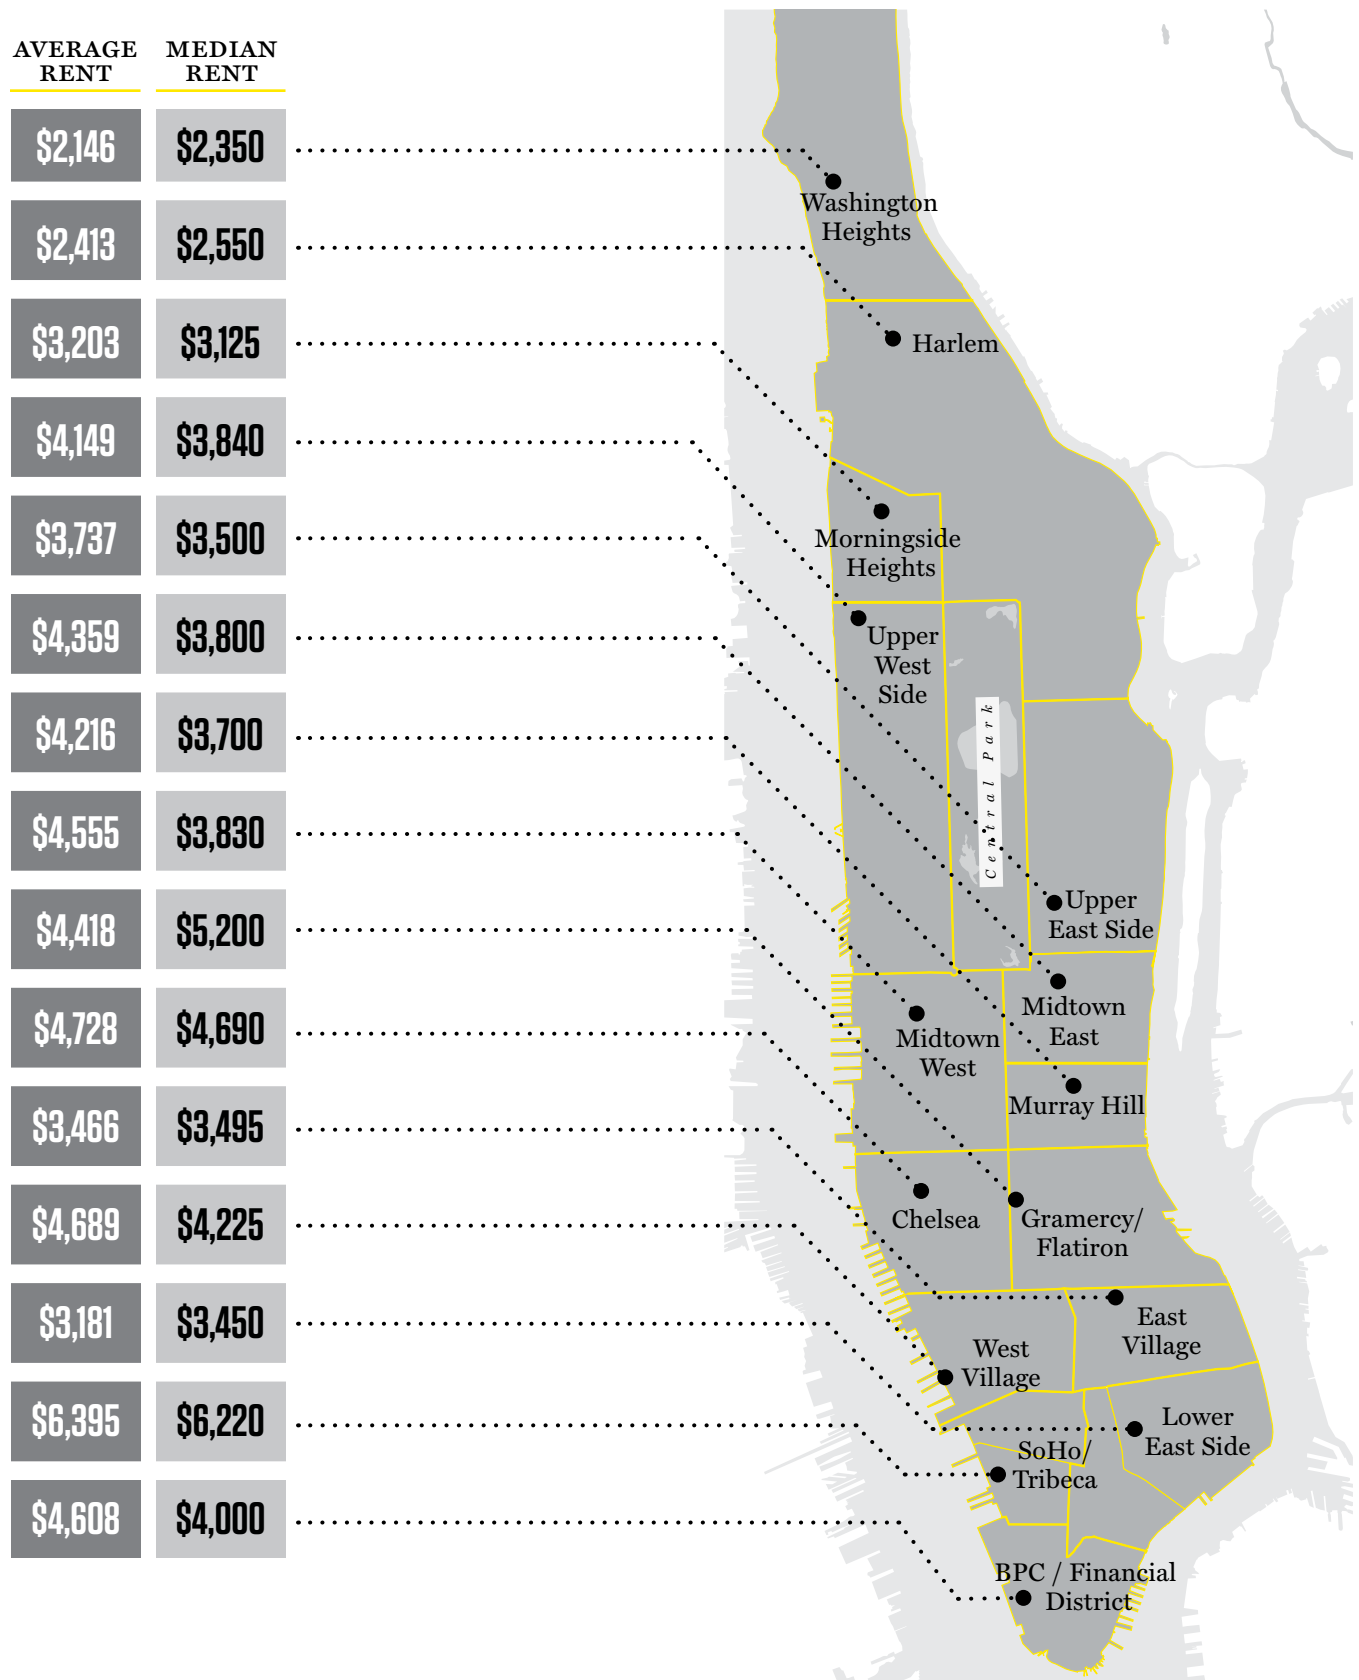 AVERAGE
RENT
MEDIAN
RENT
$2,146
$2,350
$2,413
$2,550
$3,203
$3,125
$4,149
$3,840
$3,737
$3,500
$4,359
$3,800
$4,216
$3,700
$4,555
$3,830
$4,418
$5,200
$4,728
$4,690
$3,466
$3,495
$4,689
$4,225
$3,181
$3,450
$6,395
$6,220
$4,608
$4,000
Washington
Heights
Harlem
Morningside
Heights
Upper
West
Side
Central Park
Upper
East Side
Midtown
East
Midtown
West
Murray Hill
Chelsea
Gramercy/
Flatiron
East
Village
West
Village
Lower
East Side
SoHo/
Tribeca
BPC / Financial
District